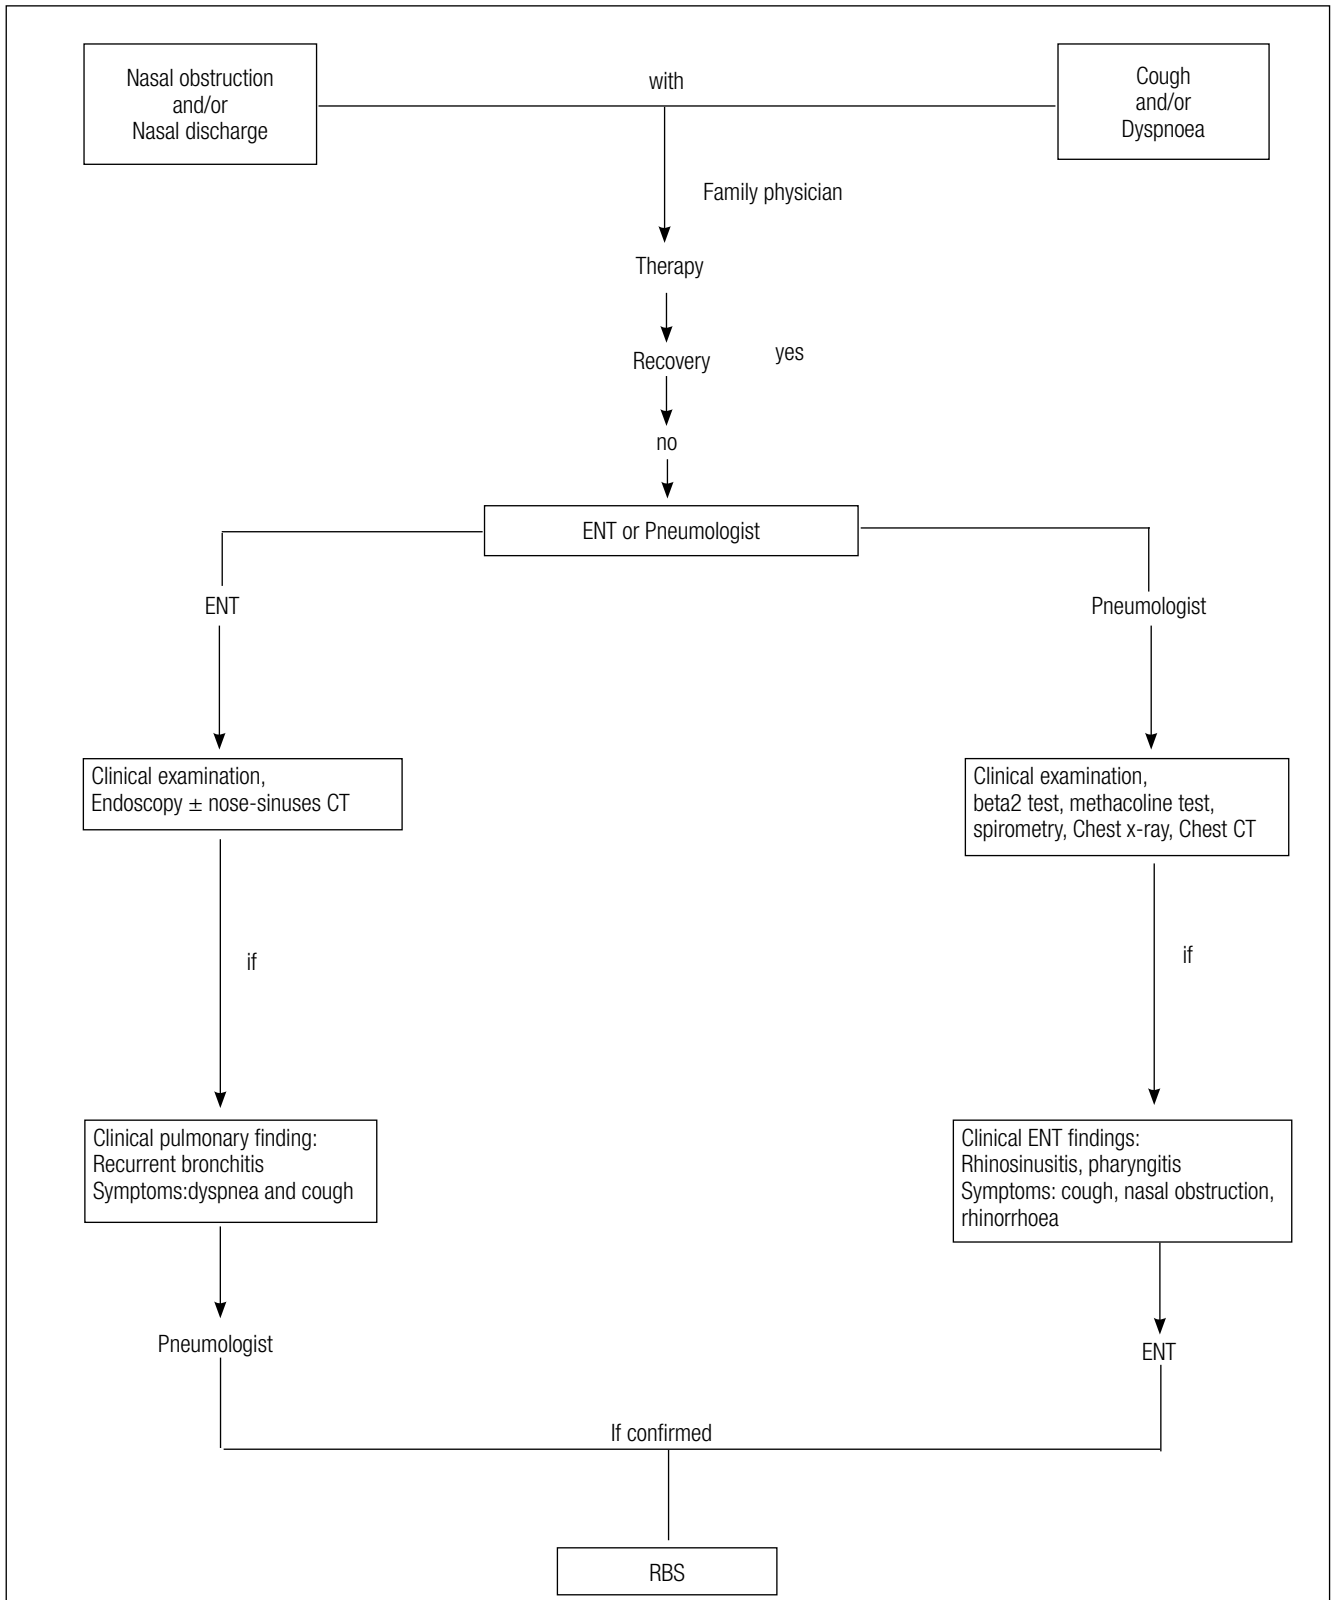 Nasal obstruction
and/or
Nasal discharge
with
Cough
and/or
Dyspnoea
Family physician
Therapy
Recovery
yes
no
ENT or Pneumologist
ENT
Pneumologist
Clinical examination,
Endoscopy ± nose-sinuses CT
Clinical examination,
beta2 test, methacoline test,
spirometry, Chest x-ray, Chest CT
if
if
Clinical pulmonary finding:
Recurrent bronchitis
Symptoms:dyspnea and cough
Clinical ENT findings:
Rhinosinusitis, pharyngitis
Symptoms: cough, nasal obstruction,
rhinorrhoea
Pneumologist
ENT
If confirmed
RBS